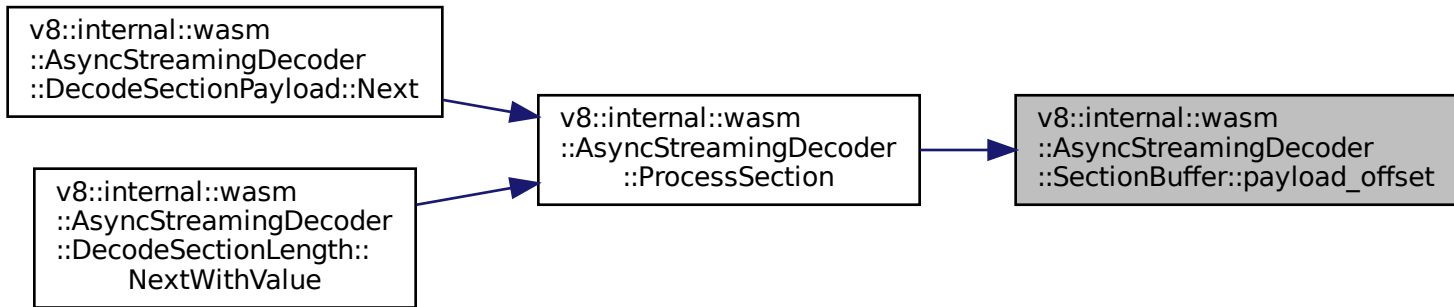 v8::internal::wasm
::AsyncStreamingDecoder
::DecodeSectionPayload::Next
v8::internal::wasm
::AsyncStreamingDecoder
::DecodeSectionLength::
NextWithValue
v8::internal::wasm
::AsyncStreamingDecoder
::ProcessSection
v8::internal::wasm
::AsyncStreamingDecoder
::SectionBuffer::payload_offset